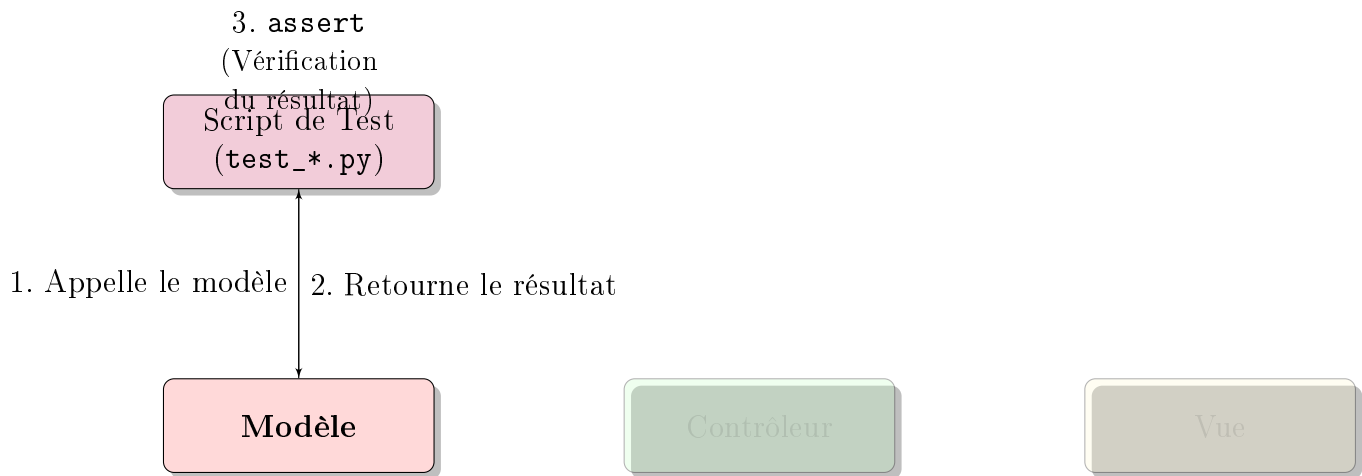 3. assert
(Vérification
du résultat)
Script de Test
(test_*.py)
1. Appelle le modèle
2. Retourne le résultat
Modèle
Contrôleur
Vue